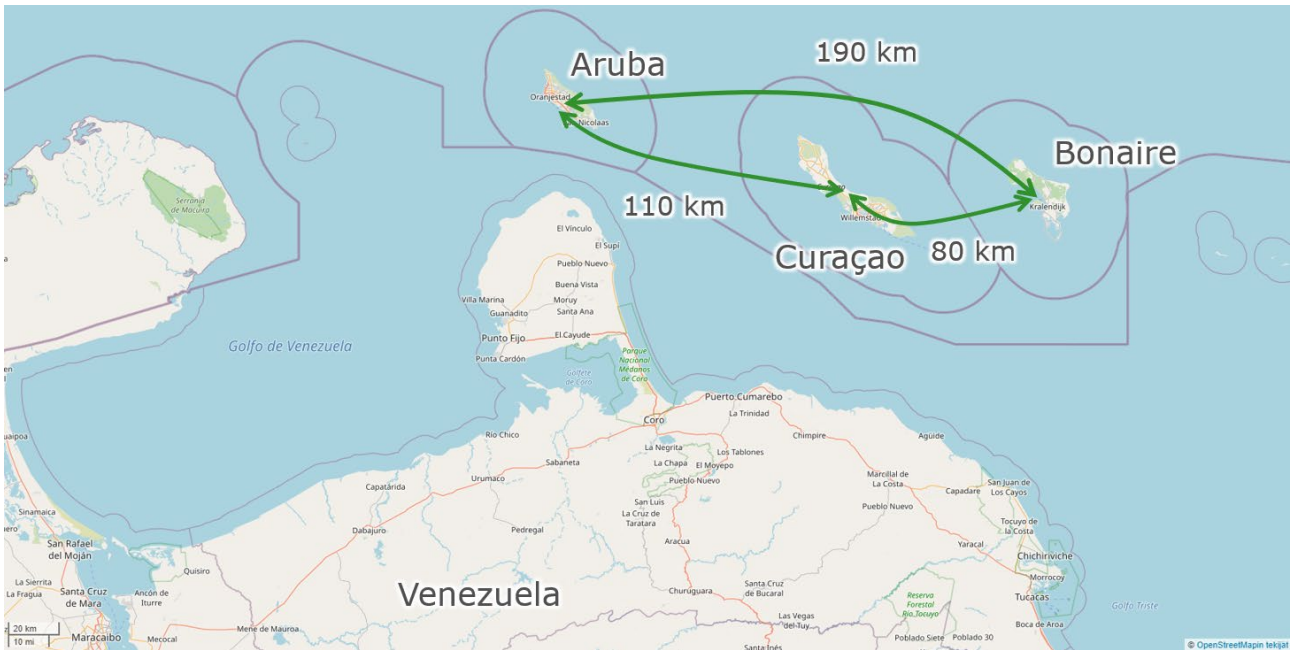 190 km
Aruba
Oranjestad
Nicolaas
Bonaire
Kralendijk
Serranía
de Macuira
110 km
Willemstad
80 km
Curaçao
El Vínculo
El Supí
Pueblo Nuevo
Buena Vista
Villa Marina
Moruy
Guanadito
Santa Ana
Punto Fijo
El Cayude
Golfo de Venezuela
Punta Cardón
Parque
Nacional
Médanos
de Coro
Golfete
de Coro
Puerto Cumarebo
La Trinidad
Coro
Río Chico
Chimpire
Aguide
La Negrita
Los Tablones
Sabaneta
La Chapa
El Moyepo
Urumaco
Pueblo Nuevo
Marcillal de
La Costa
Capadare
San Juan de
Los Cayos
Capatárida
San Luis
La Cruz de
Taratara
Pueblo Nuevo
Sinamaica
Dabajuro
Pedregal
Tocuyo de
la Costa
San Rafael
del Moján
Aracua
Yaracal
Chichiriviche
Quisiro
Morrocoy
La Sierrita
La Fragua
Santa Cruz
de Mara
Ancón de
Iturre
Venezuela
Churuguara
Santa Cruz
de Bucaral
Reserva
Forestal
Río Tocuyo
Tucacas
Golfo Triste
Las Vegas
del Tuy
Boca de Aroa
20 km
10 mi
Maracaibo
Mecocal
Mene de Mauroa
Santa Inés
Poblado Siete
Poblado 30
© OpenStreetMapin tekijät